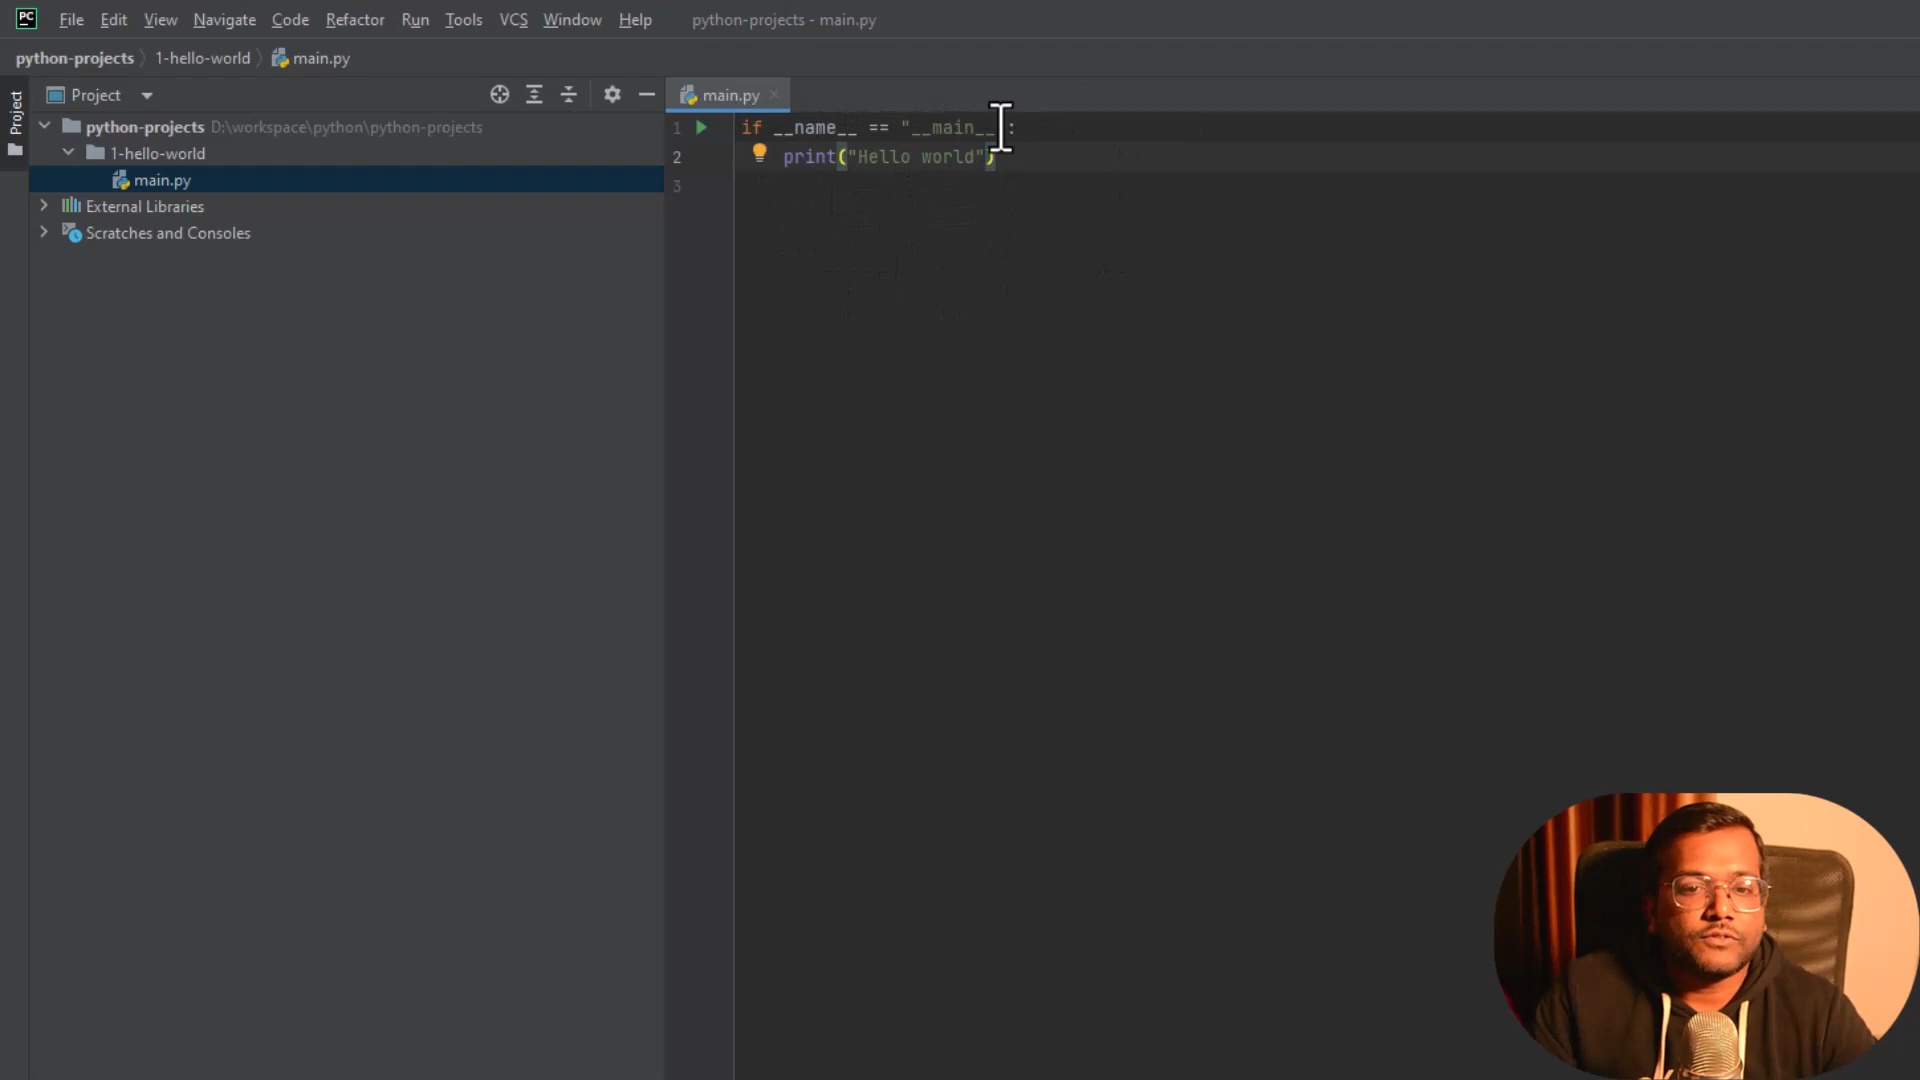 PC File Edit View Navigate Code Refactor Run Tools VCS Window Help python-projects - main.py
python-projects 1-hello-world main.py
Project
Project
main.py
python-projects D:\workspace\python\python-projects
1-hello-world
main.py
External Libraries
Scratches and Consoles
1 if __name__ == "__main__ :
2 print("Hello world")
3